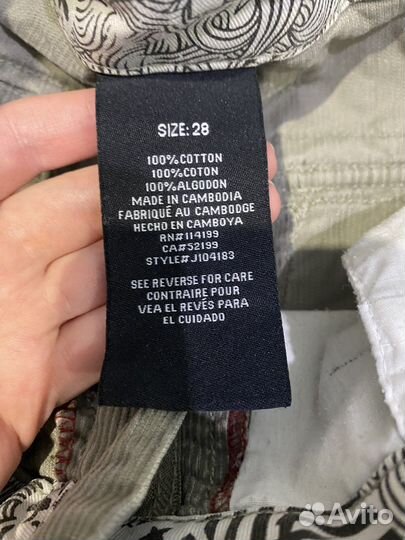 SIZE: 28
100%COTTON
100%COTON
100%ALGODON
MADE IN CAMBODIA
FABRIQUÉ AU CAMBODGE
HECHO EN CAMBOYA
RN#114199
CA#52199
STYLE#J104183
SEE REVERSE FOR CARE
CONTRAIRE POUR
VEA EL REVÉS PARA
EL CUIDADO
Avito